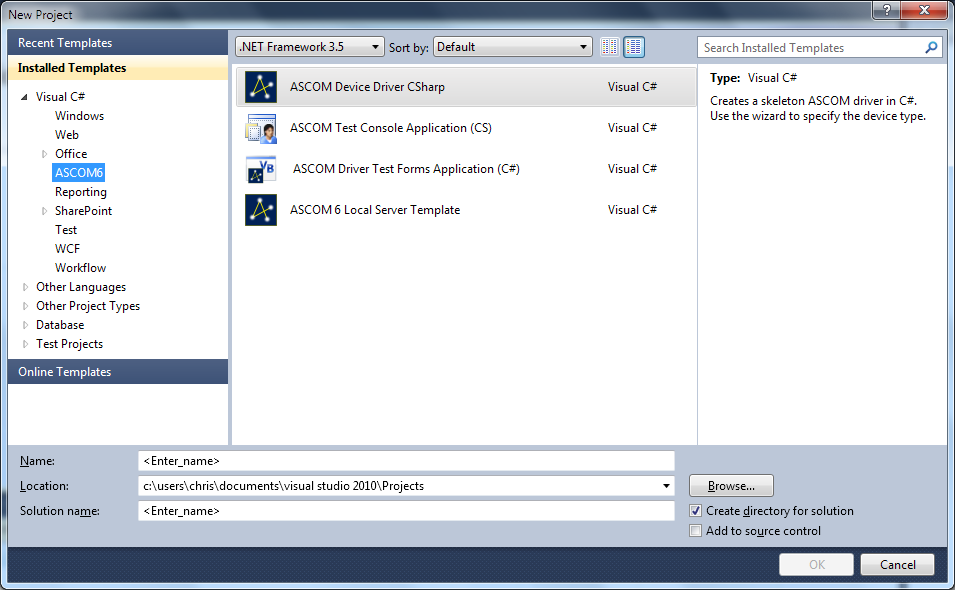 New Project
?
Recent Templates
Installed Templates
Visual C#
Windows
Web
Office
ASCOM6
Reporting
SharePoint
Test
WCF
Workflow
Other Languages
Other Project Types
Database
Test Projects
Online Templates
.NET Framework 3.5 Sort by: Default
ASCOM Device Driver CSharp Visual C#
ASCOM Test Console Application (CS) Visual C#
VB
ASCOM Driver Test Forms Application (C#) Visual C#
ASCOM 6 Local Server Template Visual C#
Search Installed Templates
Type: Visual C#
Creates a skeleton ASCOM driver in C#.
Use the wizard to specify the device type.
Name: <Enter_name>
Location: c:\users\chris\documents\visual studio 2010\Projects Browse...
Solution name: <Enter_name> Create directory for solution
Add to source control
OK Cancel